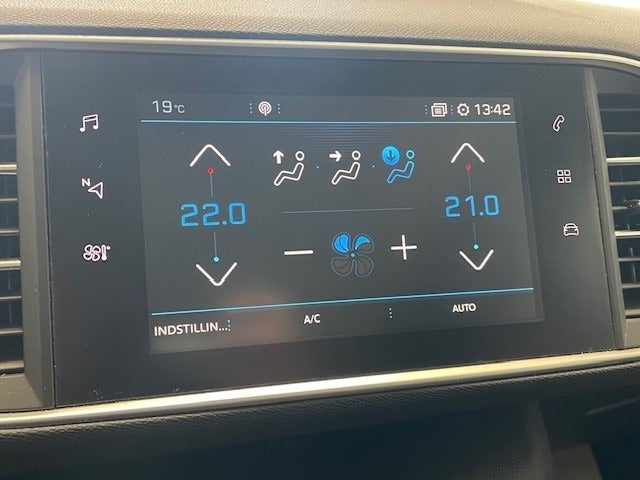 19°C 13:42
N
22.0 21.0
INDSTILLIN... A/C AUTO